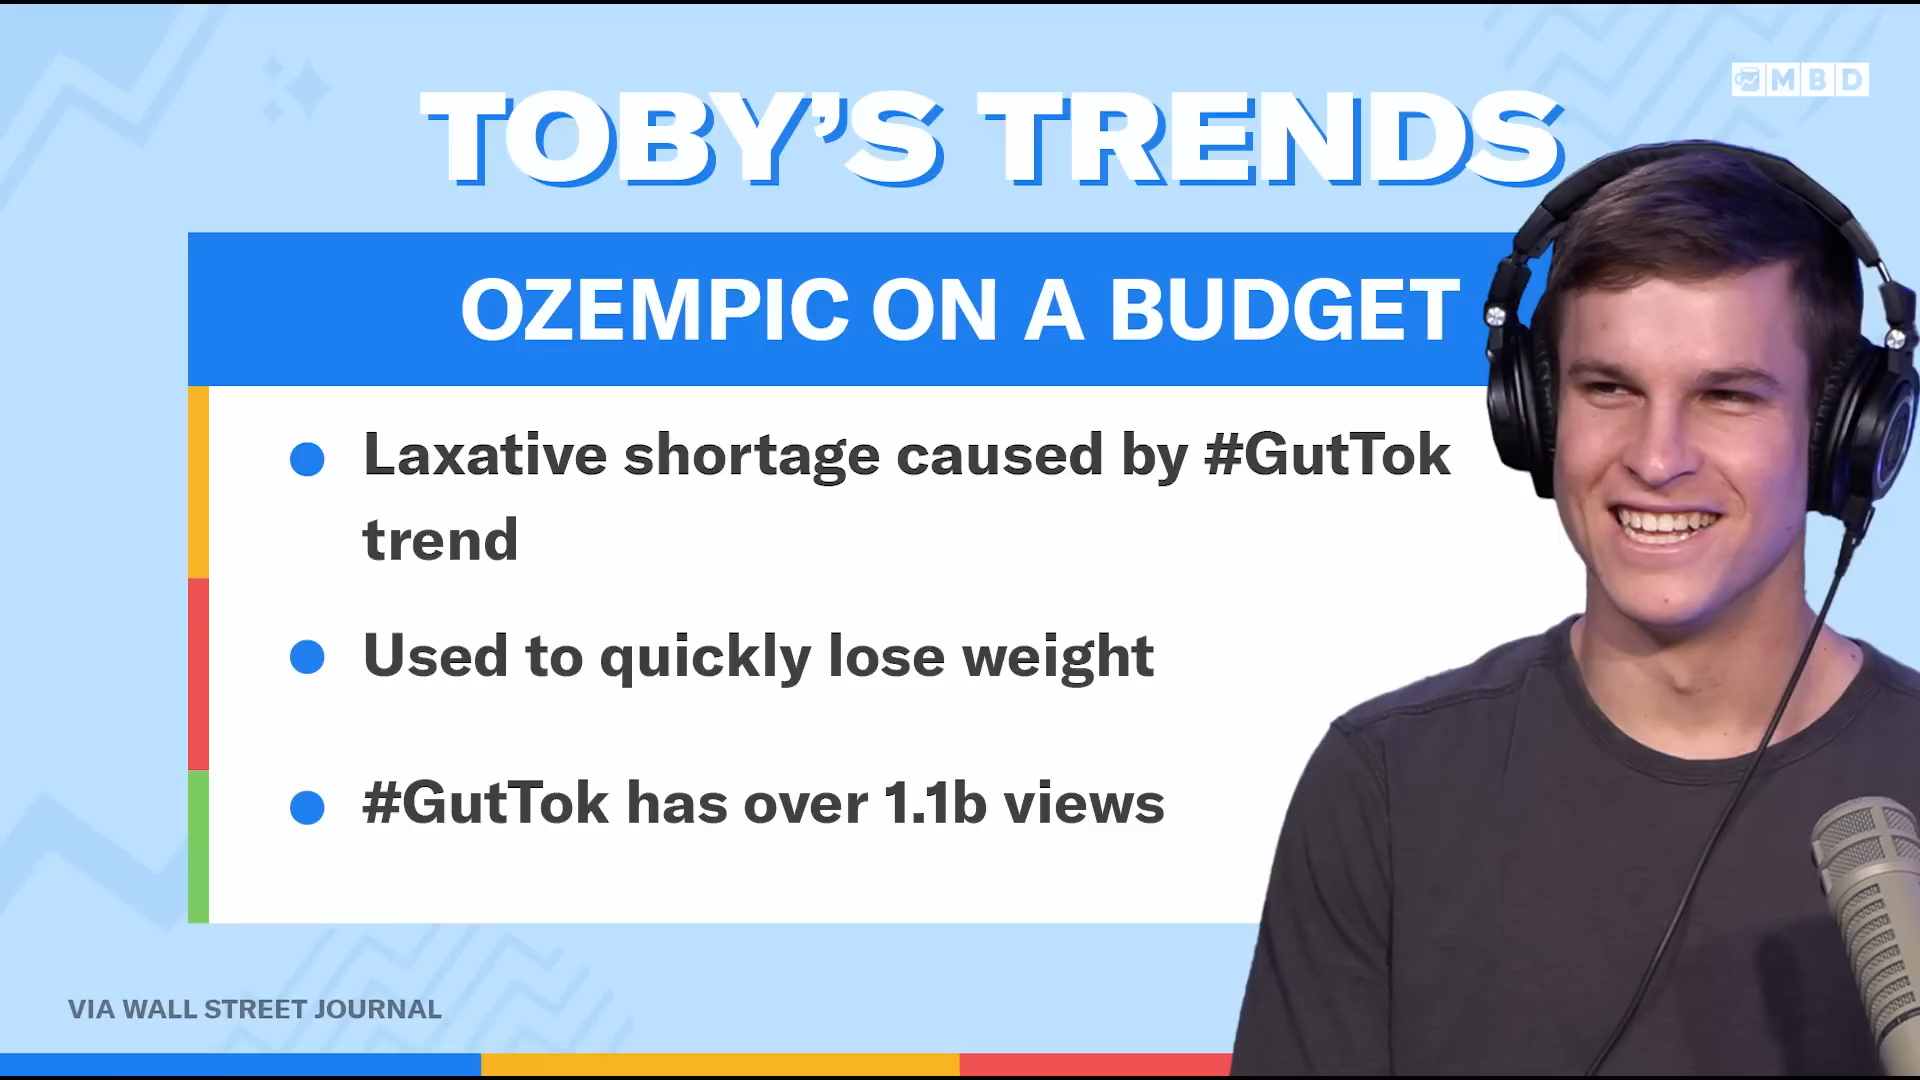 MBD
TOBY'S TRENDS
OZEMPIC ON A BUDGET
Laxative shortage caused by #GutTok
trend
Used to quickly lose weight
#GutTok has over 1.1b views
VIA WALL STREET JOURNAL